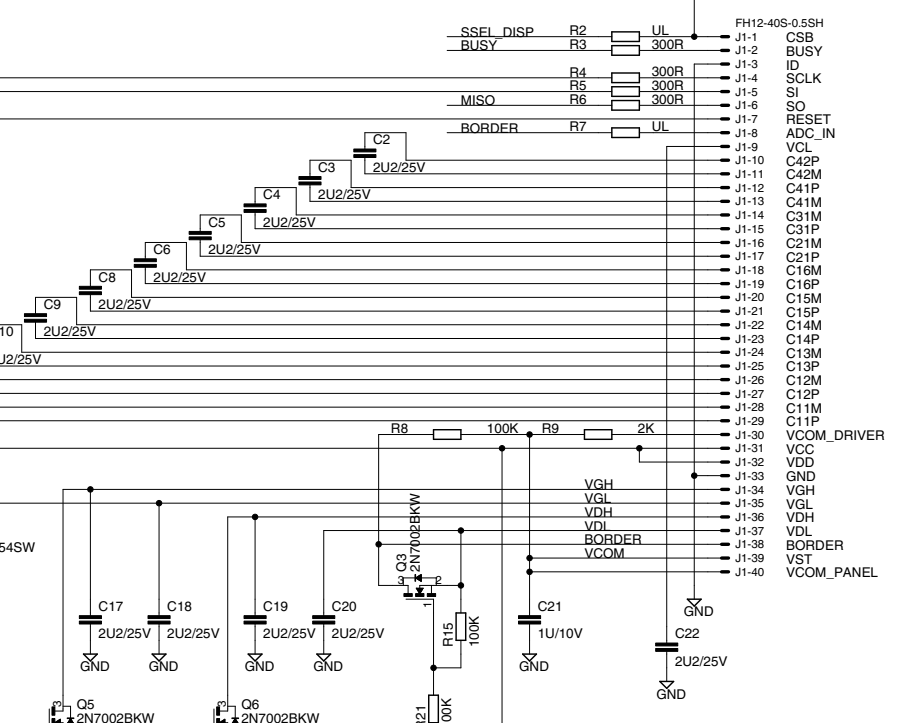 FH12-40S-0.5SH
SSEL_DISP R2 UL J1-1 CSB
BUSY R3 300R J1-2 BUSY
J1-3 ID
R4 300R J1-4 SCLK
R5 300R J1-5 SI
MISO R6 300R J1-6 SO
J1-7 RESET
BORDER R7 UL J1-8 ADC_IN
J1-9 VCL
C2 2U2/25V J1-10 C42P
J1-11 C42M
C3 2U2/25V J1-12 C41P
J1-13 C41M
C4 2U2/25V J1-14 C31M
J1-15 C31P
C5 2U2/25V J1-16 C21M
J1-17 C21P
C6 2U2/25V J1-18 C16M
J1-19 C16P
C8 2U2/25V J1-20 C15M
J1-21 C15P
C9 2U2/25V J1-22 C14M
10 J1-23 C14P
J1-24 C13M
U2/25V J1-25 C13P
J1-26 C12M
J1-27 C12P
J1-28 C11M
J1-29 C11P
R8 100K R9 2K J1-30 VCOM_DRIVER
J1-31 VCC
J1-32 VDD
J1-33 GND
VGH J1-34 VGH
VGL J1-35 VGL
VDH J1-36 VDH
VDL J1-37 VDL
BORDER J1-38 BORDER
VCOM J1-39 VST
J1-40 VCOM_PANEL
54SW
Q3
2N7002BKW
3 2
1
GND
C17 C18 C19 C20 C21
2U2/25V 2U2/25V 2U2/25V 2U2/25V 1U/10V
R15
100K
C22
2U2/25V
GND GND GND GND GND
GND
3 Q5
2N7002BKW
3 Q6
2N7002BKW